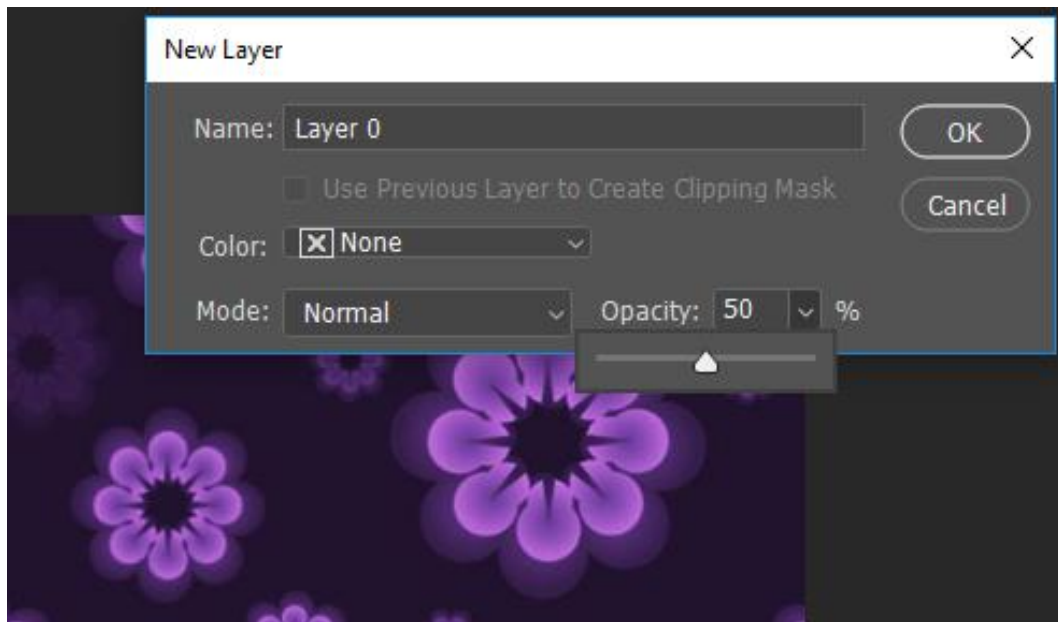 New Layer
Name: Layer 0
OK
Use Previous Layer to Create Clipping Mask
Cancel
Color: None
Mode: Normal Opacity: 50 %